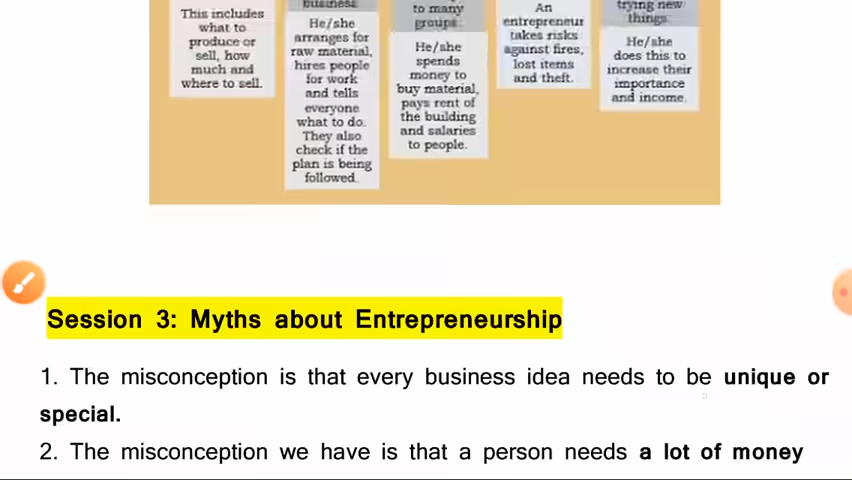 This includes
what to
produce or
sell, how
much and
where to sell.
business.
He/she
arranges for
raw material,
hires people
for work
and tells
everyone
what to do.
They also
check if the
plan is being
followed.
to many
groups.
He/she
spends
money to
buy material,
pays rent of
the building
and salaries
to people.
An
entrepreneur
takes risks
against fires,
lost items
and theft.
trying new
things.
He/she
does this to
increase their
importance
and income.
Session 3: Myths about Entrepreneurship
1. The misconception is that every business idea needs to be unique or
special.
2. The misconception we have is that a person needs a lot of money